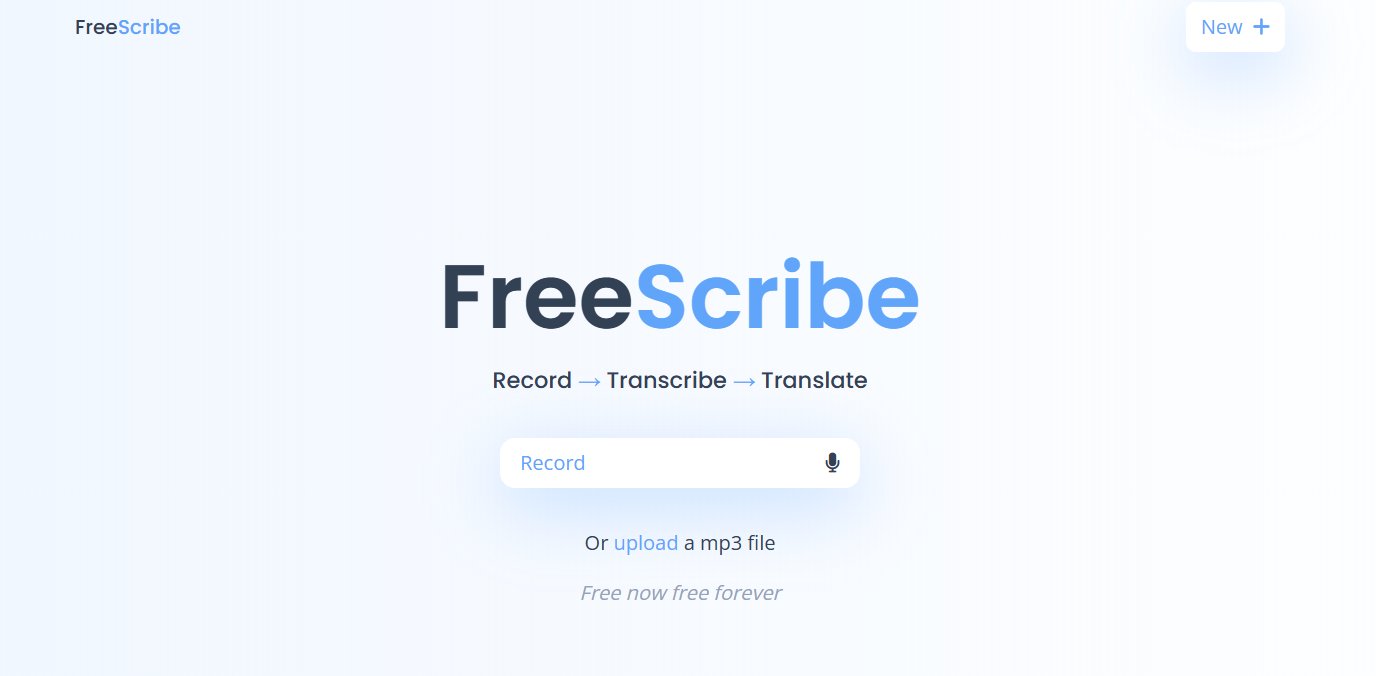 FreeScribe
New +
FreeScribe
Record → Transcribe → Translate
Record
Or upload a mp3 file
Free now free forever